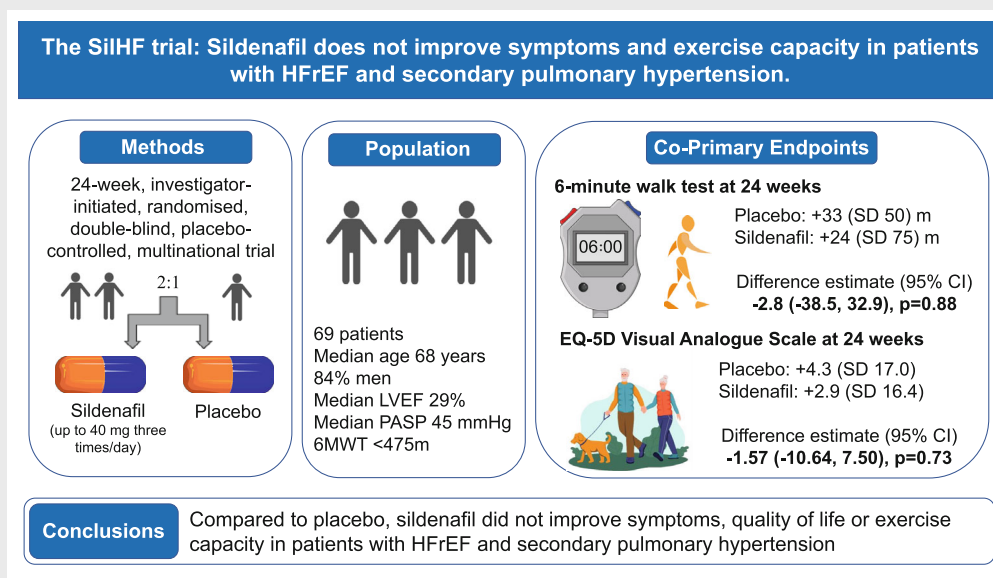 The SilHF trial: Sildenafil does not improve symptoms and exercise capacity in patients
with HFrEF and secondary pulmonary hypertension.
Methods
24-week, investigator-
initiated, randomised,
double-blind, placebo-
controlled, multinational trial
2:1
Sildenafil
(up to 40 mg three
times/day)
Placebo
Population
69 patients
Median age 68 years
84% men
Median LVEF 29%
Median PASP 45 mmHg
6MWT <475m
Co-Primary Endpoints
6-minute walk test at 24 weeks
06:00
Placebo: +33 (SD 50) m
Sildenafil: +24 (SD 75) m
Difference estimate (95% CI)
-2.8 (-38.5, 32.9), p=0.88
EQ-5D Visual Analogue Scale at 24 weeks
Placebo: +4.3 (SD 17.0)
Sildenafil: +2.9 (SD 16.4)
Difference estimate (95% CI)
-1.57 (-10.64, 7.50), p=0.73
Conclusions
Compared to placebo, sildenafil did not improve symptoms, quality of life or exercise
capacity in patients with HFrEF and secondary pulmonary hypertension